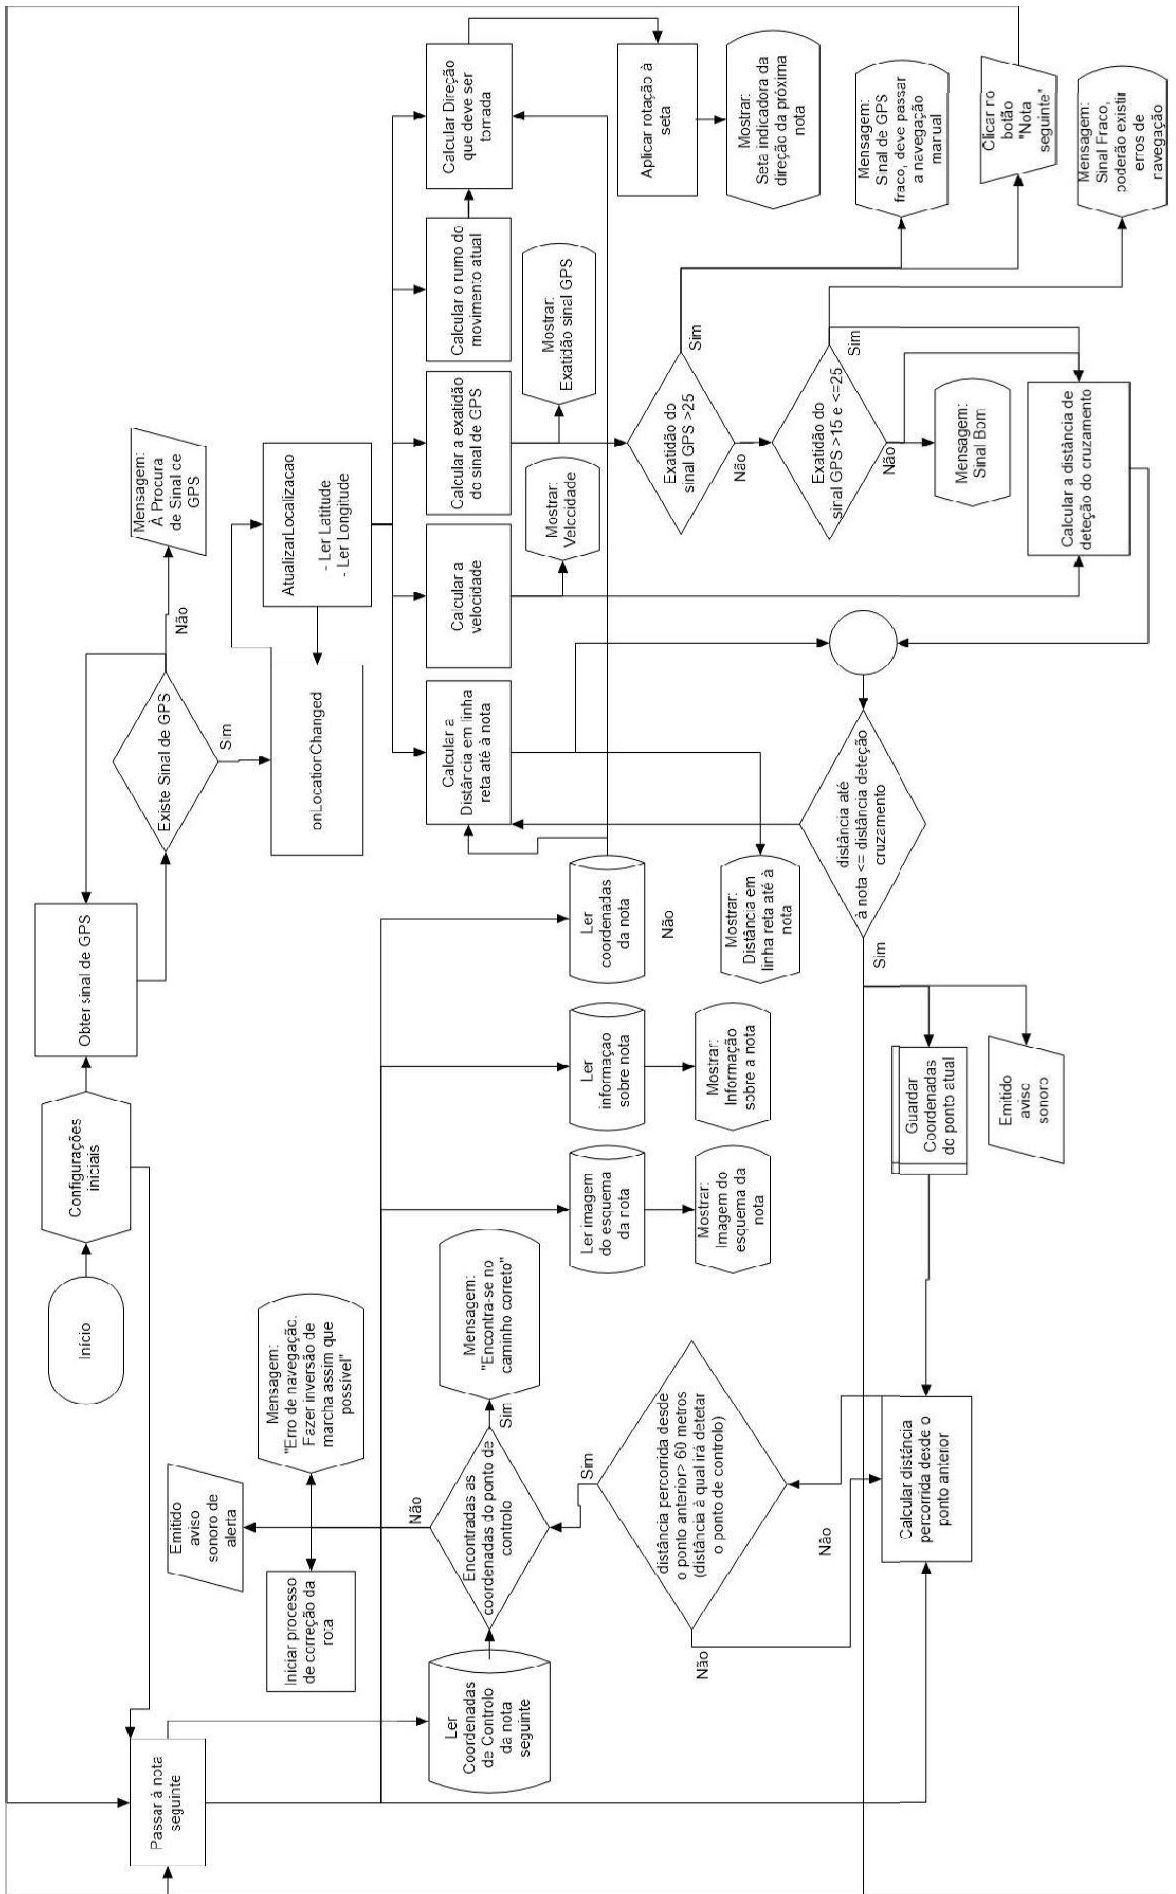 Início
Configurações
iniciais
Obter sinal de GPS
Passar à nota
seguinte
Existe Sinal de GPS
Não
Sim
Mensagem:
À Procura
de Sinal de
GPS
Emitido
aviso
sonoro de
alerta
Iniciar processo
de correção da
rota
Mensagem:
"Erro de navegação.
Fazer inversão de
marcha assim que
possível"
onLocationChanged
AtualizarLocalizacao
- Ler Latitude
- Ler Longitude
Ler
Coordenadas
de Controlo
da nota
seguinte
Não
Encontradas as
coordenadas do ponto de
controlo
Sim
Mensagem:
"Encontra-se no
caminho correto"
Calcular a
Distância em linha
reta até à nota
Calcular a
velocidade
Calcular a exatidão
do sinal de GPS
Calcular o rumo do
movimento atual
Calcular Direção
que deve ser
tomada
Ler imagem
do esquema
da nota
Ler
informação
sobre nota
Ler
coordenadas
da nota
Mostrar:
Velocidade
Mostrar:
Exatidão sinal GPS
Aplicar rotação à
seta
Não
distância percorrida desde
o ponto anterior> 60 metros
(distância à qual irá detetar
o ponto de controlo)
Sim
Não
Mostrar:
Imagem do
esquema da
nota
Mostrar:
Informação
sobre a nota
Não
Mostrar:
Distância em
linha reta até à
nota
Exatidão do
sinal GPS >25
Sim
Não
Mostrar:
Seta indicadora da
direção da próxima
nota
Exatidão do
sinal GPS >15 e <=25
Sim
Não
Mensagem:
Sinal de GPS
fraco, deve passar
a navegação
manual
distância até
à nota <= distância deteção
cruzamento
Sim
Calcular distância
percorrida desde o
ponto anterior
Guardar
Coordenadas
do ponto atual
Mensagem:
Sinal Bom
Clicar no
botão
"Nota
seguinte"
Emitido
aviso
sonoro
Calcular a distância de
deteção do cruzamento
Mensagem:
Sinal Fraco,
poderão existir
erros de
navegação